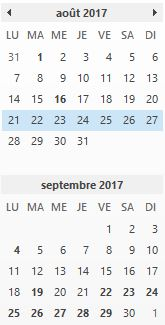 août 2017
LU MA ME JE VE SA DI
31 1 2 3 4 5 6
7 8 9 10 11 12 13
14 15 16 17 18 19 20
21 22 23 24 25 26 27
28 29 30 31
septembre 2017
LU MA ME JE VE SA DI
1 2 3
4 5 6 7 8 9 10
11 12 13 14 15 16 17
18 19 20 21 22 23 24
25 26 27 28 29 30 1